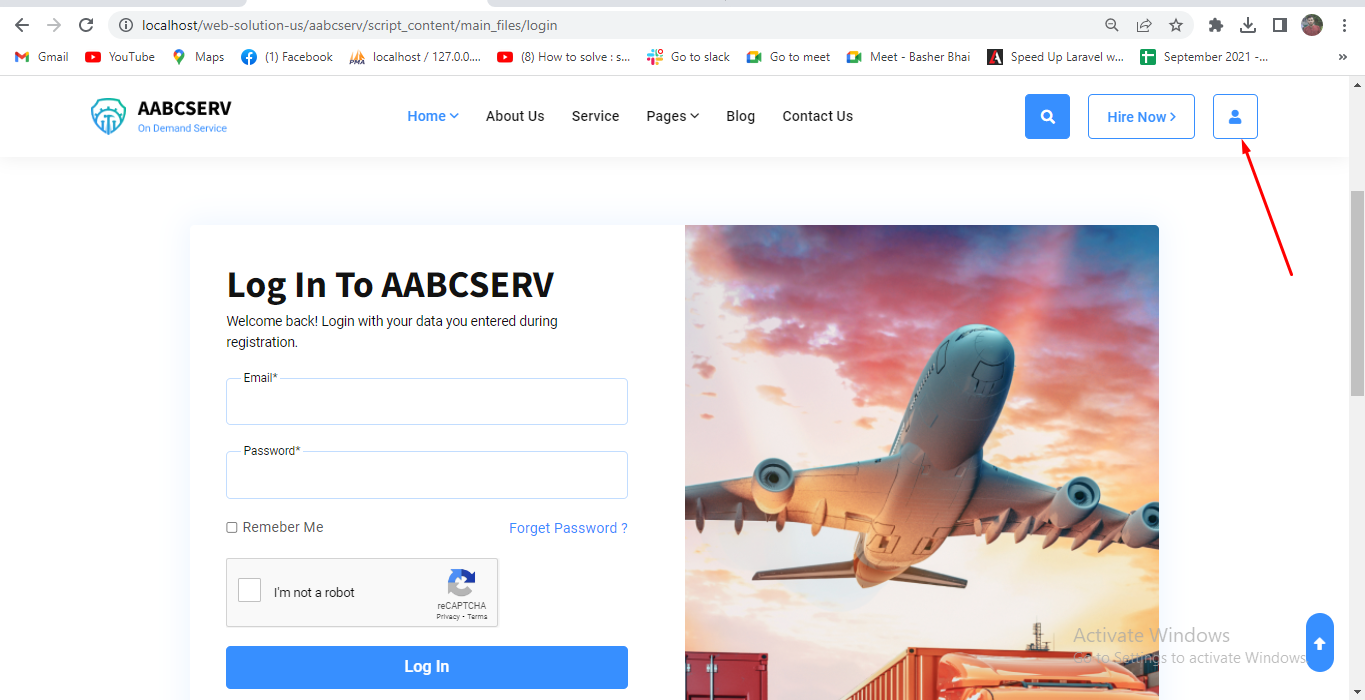 localhost/web-solution-us/aabcserv/script_content/main_files/login
Gmail YouTube Maps (1) Facebook localhost / 127.0.0.... (8) How to solve : s... Go to slack Go to meet Meet - Basher Bhai Speed Up Laravel w... September 2021 -... »
AABCSERV
On Demand Service
Home About Us Service Pages Blog Contact Us Hire Now
Log In To AABCSERV
Welcome back! Login with your data you entered during
registration.
Email*
Password*
Remeber Me Forget Password ?
I'm not a robot
reCAPTCHA
Privacy - Terms
Log In
Activate Windows
Go to Settings to activate Windows.